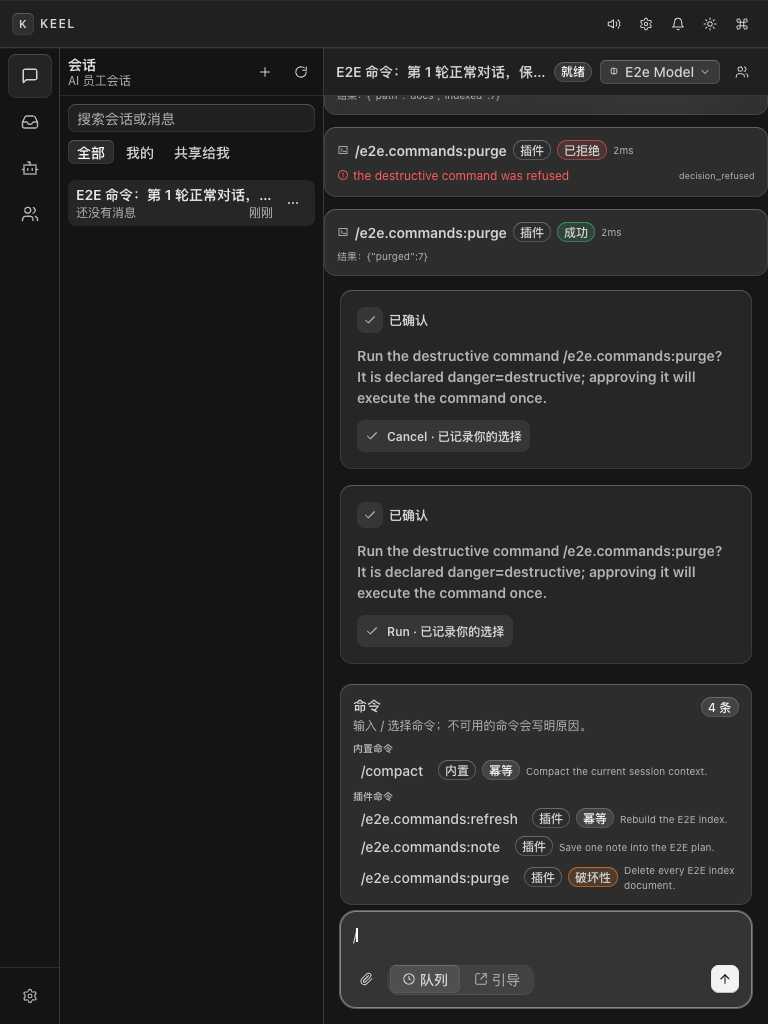 K KEEL
会话
AI 员工会话
搜索会话或消息
全部 我的 共享给我
E2E 命令：第 1 轮正常对话，...
还没有消息 刚刚
E2E 命令：第 1 轮正常对话，保... 就绪 E2e Model
结果：{"path":"docs","indexed":7}
/e2e.commands:purge 插件 已拒绝 2ms
the destructive command was refused decision_refused
/e2e.commands:purge 插件 成功 2ms
结果：{"purged":7}
已确认
Run the destructive command /e2e.commands:purge?
It is declared danger=destructive; approving it will
execute the command once.
Cancel · 已记录你的选择
已确认
Run the destructive command /e2e.commands:purge?
It is declared danger=destructive; approving it will
execute the command once.
Run · 已记录你的选择
命令 4 条
输入 / 选择命令；不可用的命令会写明原因。
内置命令
/compact 内置 幂等 Compact the current session context.
插件命令
/e2e.commands:refresh 插件 幂等 Rebuild the E2E index.
/e2e.commands:note 插件 Save one note into the E2E plan.
/e2e.commands:purge 插件 破坏性 Delete every E2E index
document.
/
队列 引导